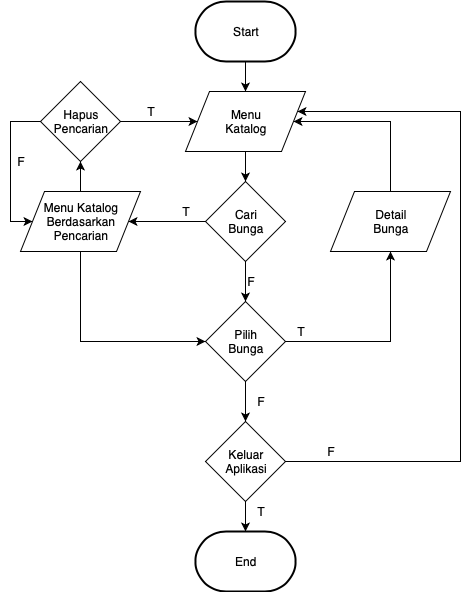 Start
Hapus
Pencarian
T
Menu
Katalog
F
Menu Katalog
Berdasarkan
Pencarian
T
Cari
Bunga
Detail
Bunga
F
Pilih
Bunga
T
F
Keluar
Aplikasi
F
T
End